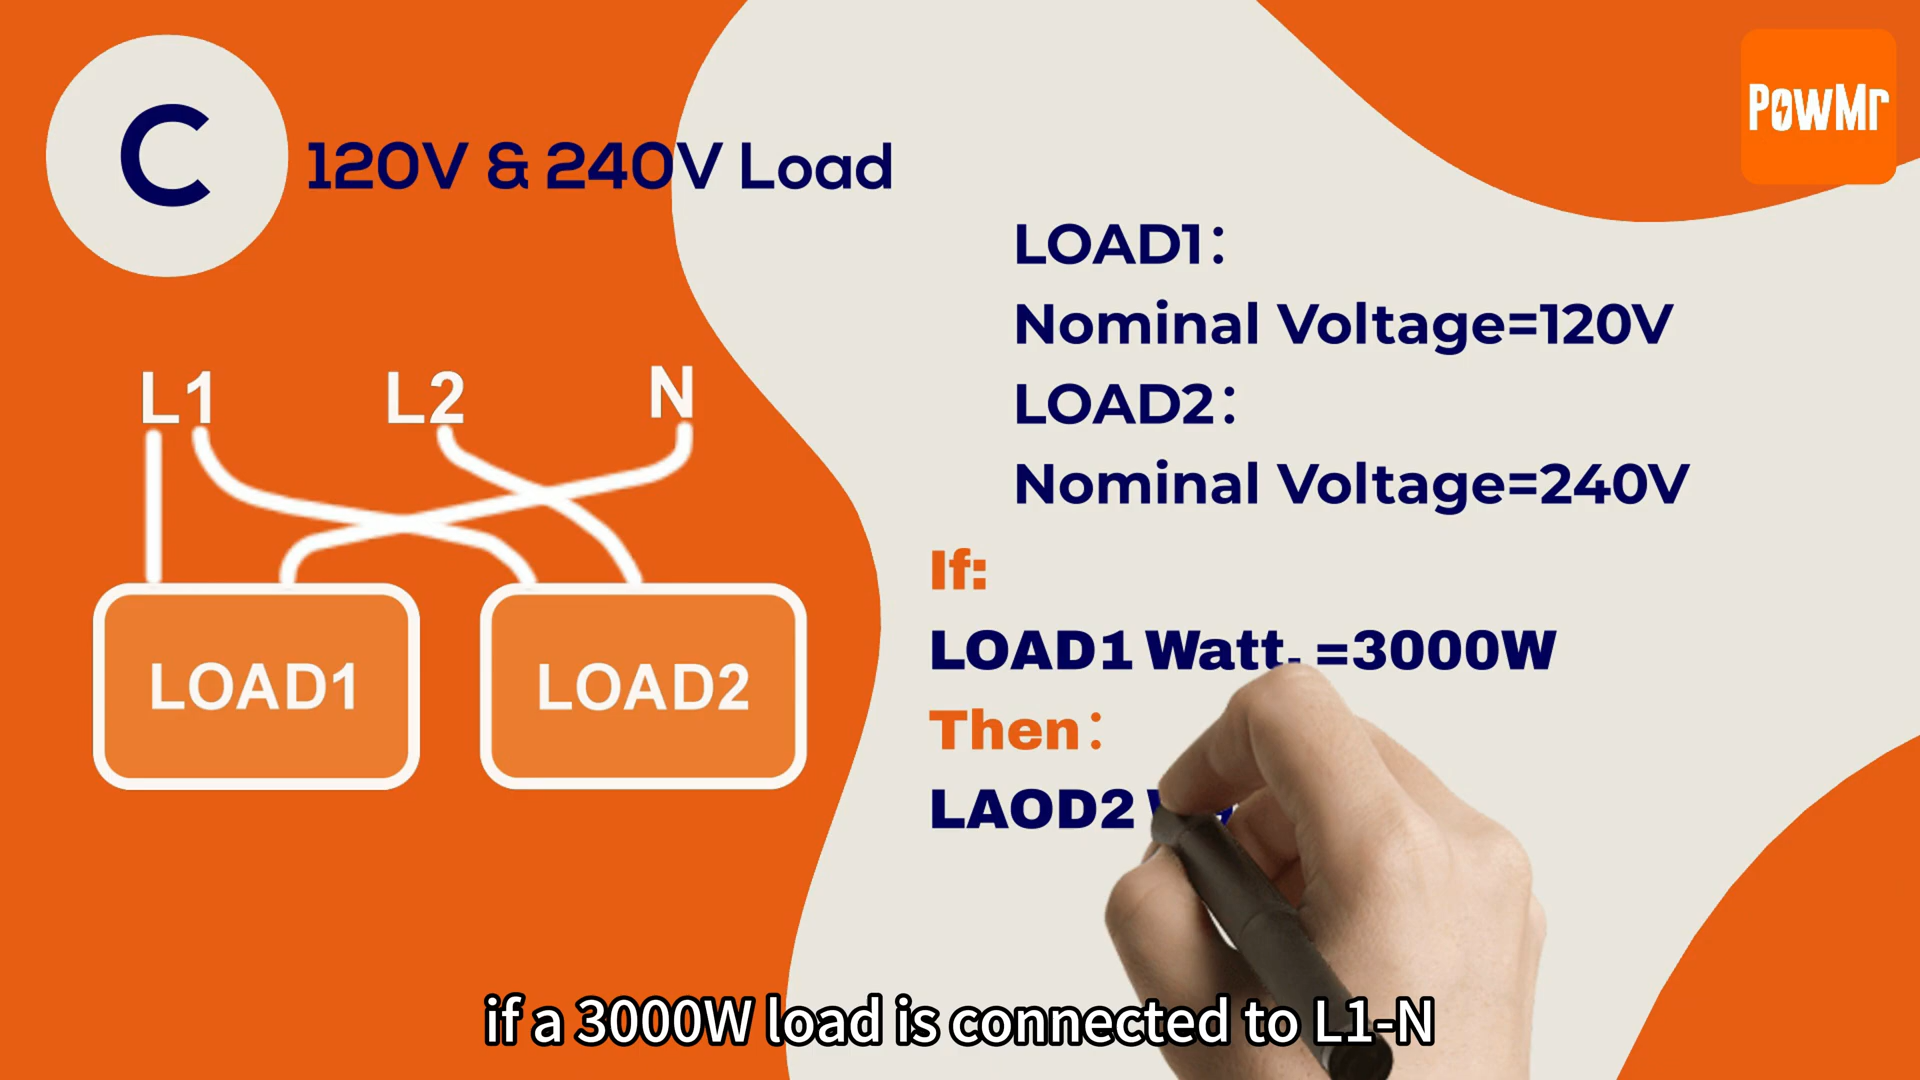 C
120V & 240V Load
PowMr
LOAD1:
Nominal Voltage=120V
LOAD2:
Nominal Voltage=240V
L1 L2 N
LOAD1 LOAD2
If:
LOAD1 Watt. =3000W
Then:
LAOD2
if a 3000W load is connected to L1-N